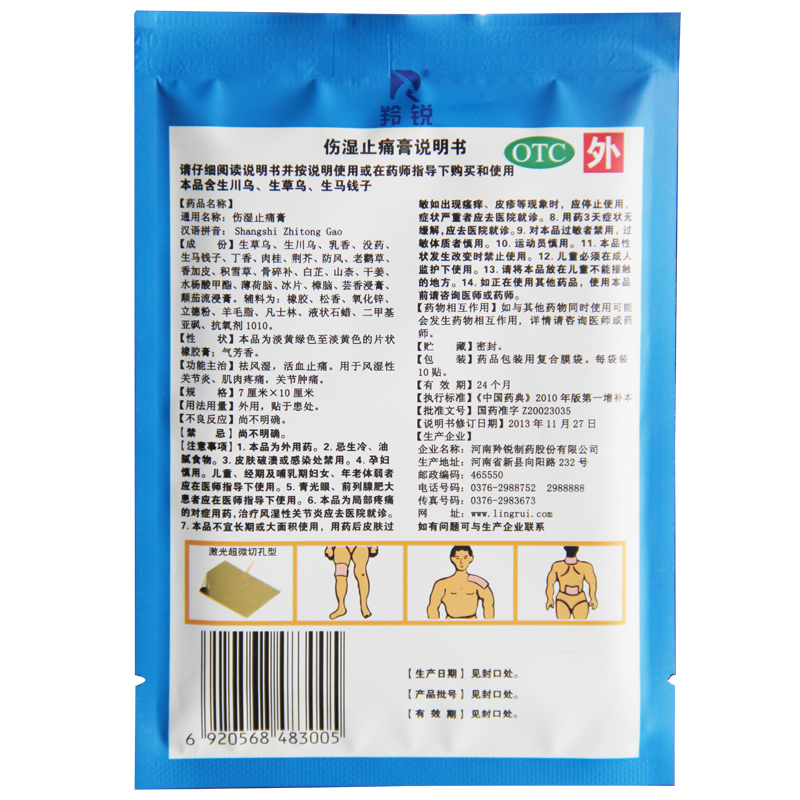 羚锐
伤湿止痛膏说明书
OTC
外
请仔细阅读说明书并按说明使用或在药师指导下购买和使用
本品含生川乌、生草乌、生马钱子
【药品名称】
通用名称：伤湿止痛膏
汉语拼音：Shangshi Zhitong Gao
【成　份】生草乌、生川乌、乳香、没药、
生马钱子、丁香、肉桂、荆芥、防风、老鹳草、
香加皮、积雪草、骨碎补、白芷、山柰、干姜、
水杨酸甲酯、薄荷脑、冰片、樟脑、芸香浸膏、
颠茄流浸膏。辅料为：橡胶、松香、氧化锌、
立德粉、羊毛脂、凡士林、液状石蜡、二甲基
亚砜、抗氧剂1010。
【性　状】本品为淡黄绿色至淡黄色的片状
橡胶膏；气芳香。
【功能主治】祛风湿，活血止痛。用于风湿性
关节炎、肌肉疼痛，关节肿痛。
【规　格】7厘米×10厘米
【用法用量】外用，贴于患处。
【不良反应】尚不明确。
【禁　忌】尚不明确。
【注意事项】1.本品为外用药。2.忌生冷、油
腻食物。3.皮肤破溃或感染处禁用。4.孕妇
慎用。儿童、经期及哺乳期妇女、年老体弱者
应在医师指导下使用。5.青光眼、前列腺肥大
患者应在医师指导下使用。6.本品为局部疼痛
的对症用药，治疗风湿性关节炎应去医院就诊。
7.本品不宜长期或大面积使用，用药后皮肤过
敏如出现瘙痒、皮疹等现象时，应停止使用，
症状严重者应去医院就诊。8.用药3天症状无
缓解，应去医院就诊。9.对本品过敏者禁用，过
敏体质者慎用。10.运动员慎用。11.本品性
状发生改变时禁止使用。12.儿童必须在成人
监护下使用。13.请将本品放在儿童不能接触
的地方。14.如正在使用其他药品，使用本品
前请咨询医师或药师。
【药物相互作用】如与其他药物同时使用可能
会发生药物相互作用，详情请咨询医师或药
师。
【贮　藏】密封。
【包　装】药品包装用复合膜袋。每袋装
10贴。
【有 效 期】24个月
【执行标准】《中国药典》2010年版第一增补本
【批准文号】国药准字Z20023035
【说明书修订日期】2013年11月27日
【生产企业】
企业名称：河南羚锐制药股份有限公司
生产地址：河南省新县向阳路232号
邮政编码：465550
电话号码：0376-2988752　2988888
传真号码：0376-2983673
网　　址：www.lingrui.com
如有问题可与生产企业联系
激光超微切孔型
【生产日期】见封口处。
【产品批号】见封口处。
【有 效 期】见封口处。
6 920568 483005